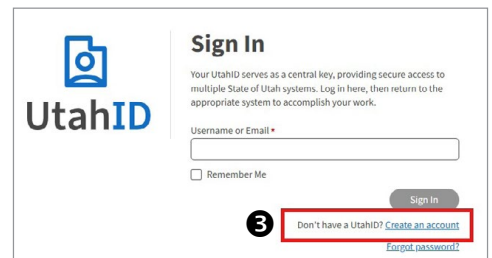 UtahID
Sign In
Your UtahID serves as a central key, providing secure access to
multiple State of Utah systems. Log in here, then return to the
appropriate system to accomplish your work.
Username or Email •
Remember Me
Sign In
❸ Don't have a UtahID? Create an account
Forgot password?